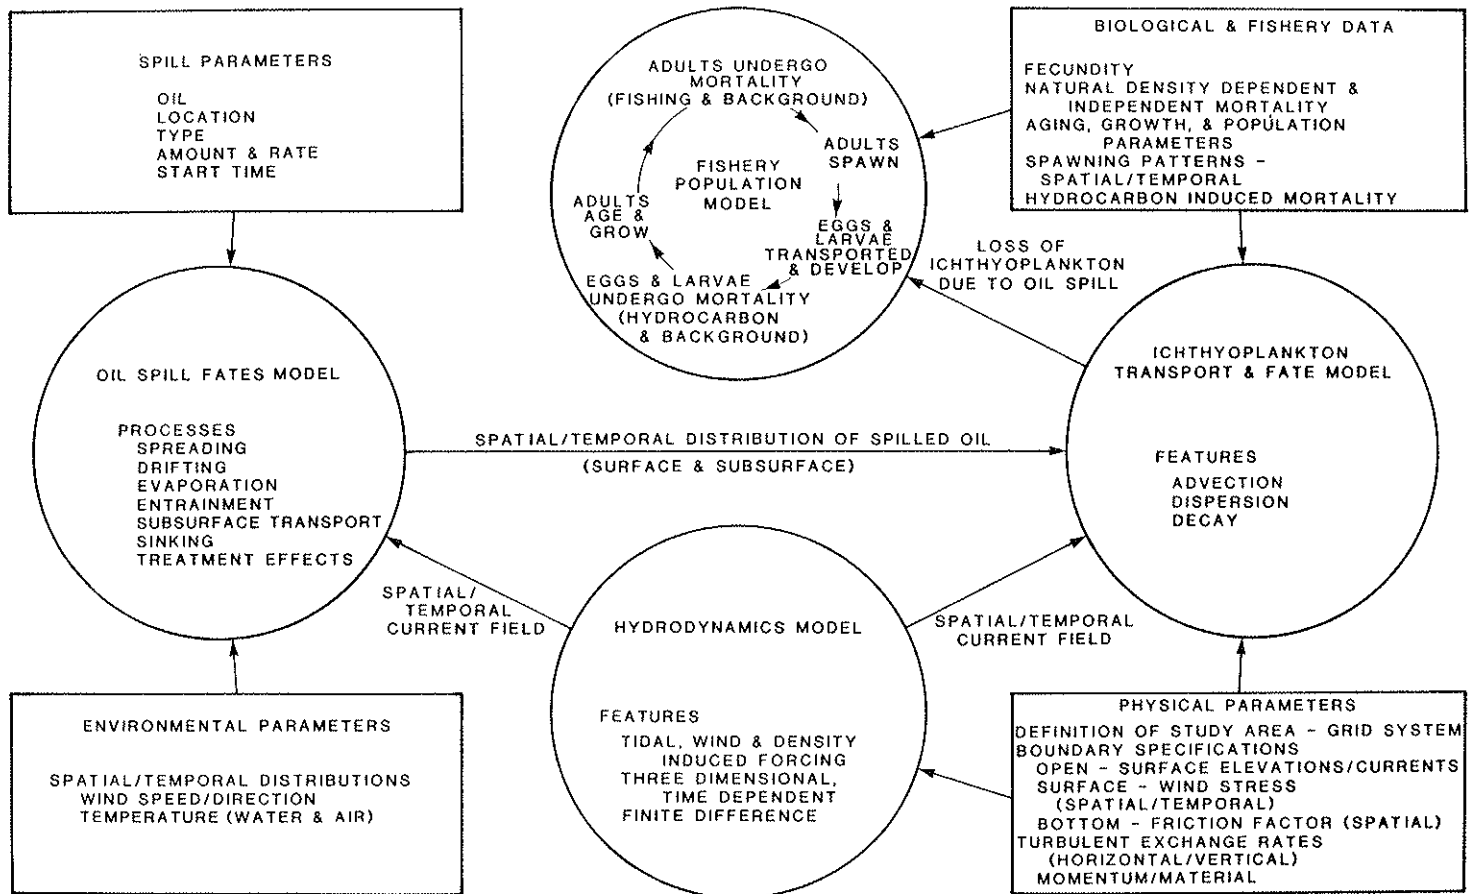 SPILL PARAMETERS
OIL
LOCATION
TYPE
AMOUNT & RATE
START TIME
ADULTS UNDERGO
MORTALITY
(FISHING & BACKGROUND)
ADULTS
SPAWN
FISHERY
POPULATION
MODEL
ADULTS
AGE &
GROW
EGGS &
LARVAE
TRANSPORTED
& DEVELOP
EGGS & LARVAE
UNDERGO MORTALITY
(HYDROCARBON
& BACKGROUND)
BIOLOGICAL & FISHERY DATA
FECUNDITY
NATURAL DENSITY DEPENDENT &
INDEPENDENT MORTALITY
AGING, GROWTH, & POPULATION
PARAMETERS
SPAWNING PATTERNS -
SPATIAL/TEMPORAL
HYDROCARBON INDUCED MORTALITY
LOSS OF
ICHTHYOPLANKTON
DUE TO OIL SPILL
OIL SPILL FATES MODEL
PROCESSES
SPREADING
DRIFTING
EVAPORATION
ENTRAINMENT
SUBSURFACE TRANSPORT
SINKING
TREATMENT EFFECTS
SPATIAL/TEMPORAL DISTRIBUTION OF SPILLED OIL
(SURFACE & SUBSURFACE)
ICHTHYOPLANKTON
TRANSPORT & FATE MODEL
FEATURES
ADVECTION
DISPERSION
DECAY
SPATIAL/
TEMPORAL
CURRENT FIELD
HYDRODYNAMICS MODEL
FEATURES
TIDAL, WIND & DENSITY
INDUCED FORCING
THREE DIMENSIONAL,
TIME DEPENDENT
FINITE DIFFERENCE
SPATIAL/TEMPORAL
CURRENT FIELD
ENVIRONMENTAL PARAMETERS
SPATIAL/TEMPORAL DISTRIBUTIONS
WIND SPEED/DIRECTION
TEMPERATURE (WATER & AIR)
PHYSICAL PARAMETERS
DEFINITION OF STUDY AREA - GRID SYSTEM
BOUNDARY SPECIFICATIONS
OPEN - SURFACE ELEVATIONS/CURRENTS
SURFACE - WIND STRESS
(SPATIAL/TEMPORAL)
BOTTOM - FRICTION FACTOR (SPATIAL)
TURBULENT EXCHANGE RATES
(HORIZONTAL/VERTICAL)
MOMENTUM/MATERIAL